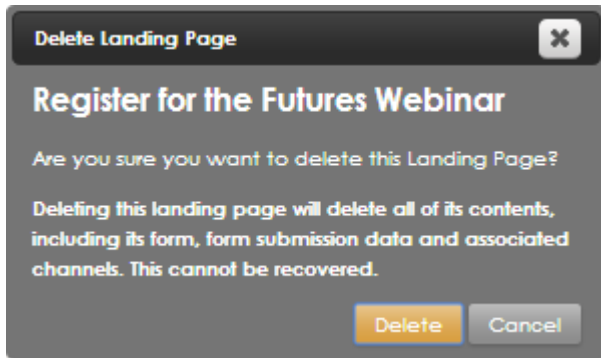 Delete Landing Page
Register for the Futures Webinar
Are you sure you want to delete this Landing Page?
Deleting this landing page will delete all of its contents,
including its form, form submission data and associated
channels. This cannot be recovered.
Delete Cancel